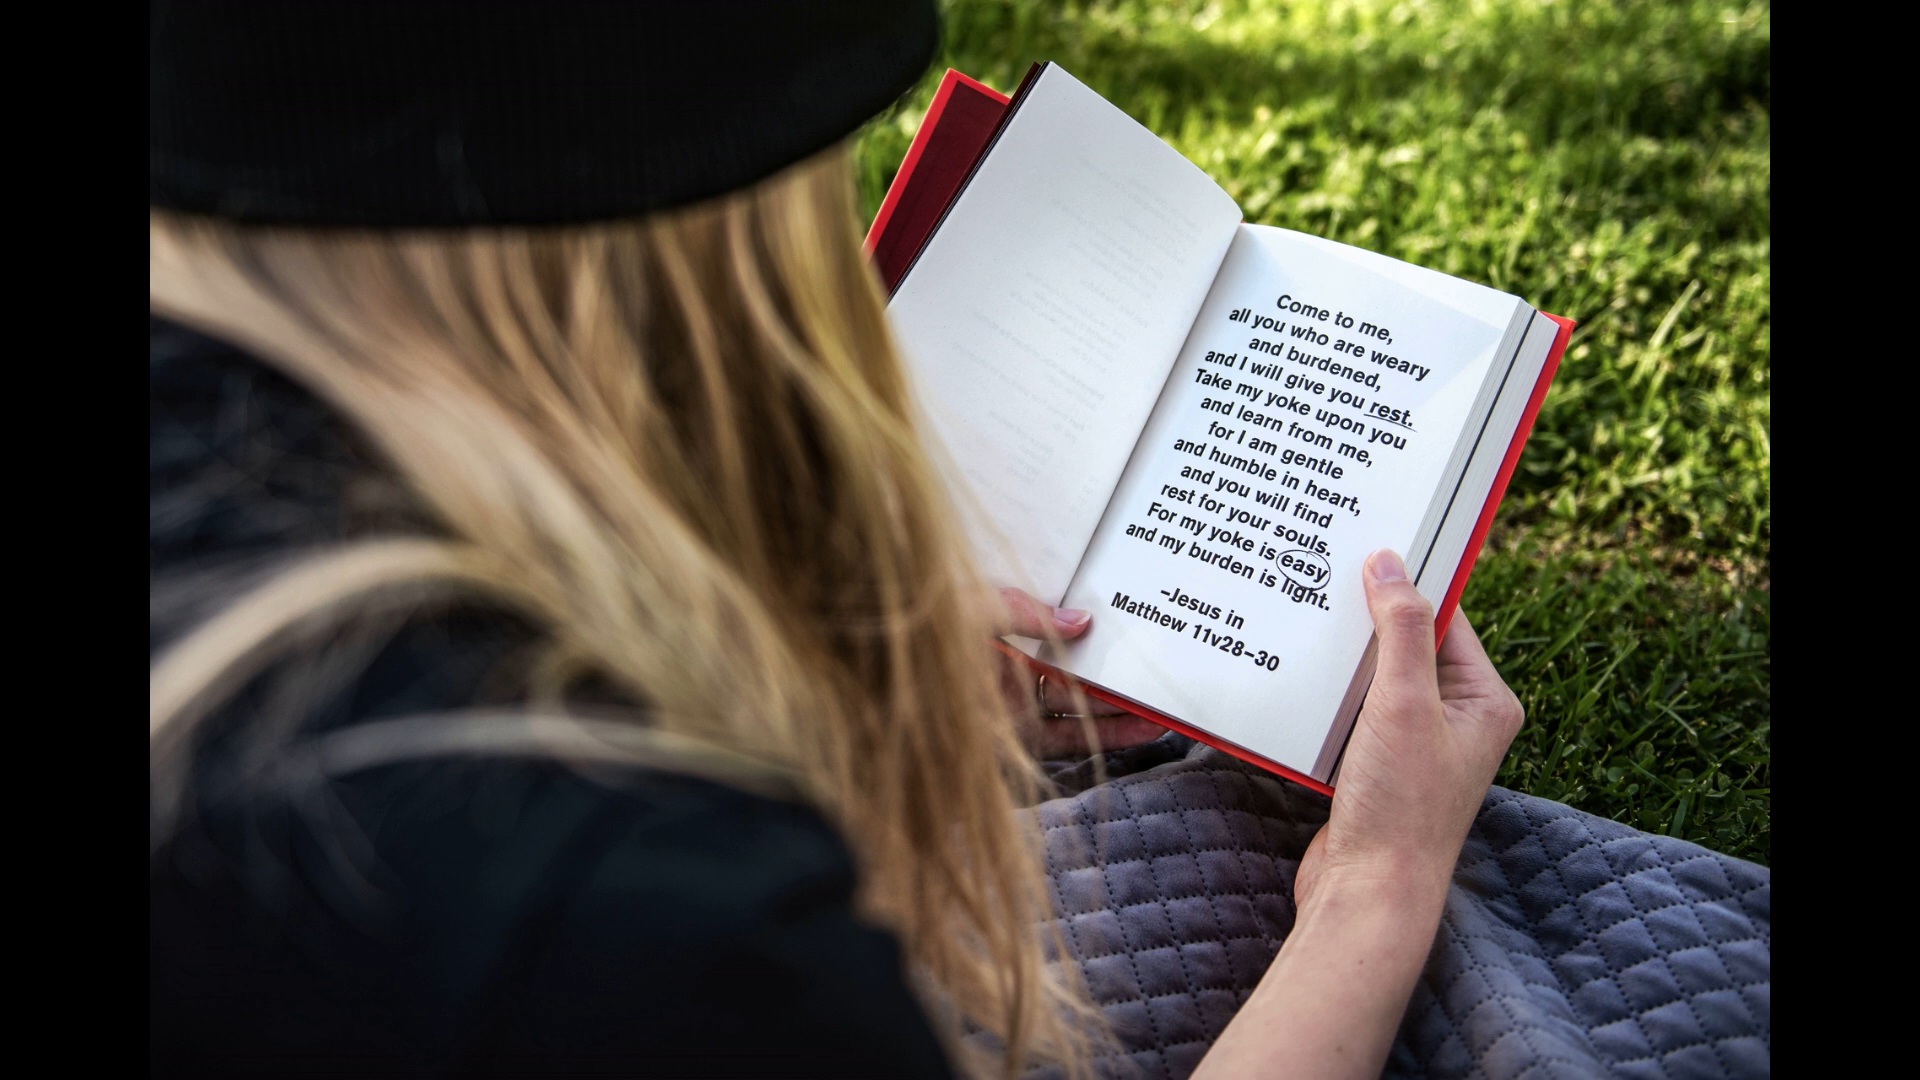 Come to me,
all you who are weary
and burdened,
and I will give you rest.
Take my yoke upon you
and learn from me,
for I am gentle
and humble in heart,
and you will find
rest for your souls.
For my yoke is easy
and my burden is light.
–Jesus in
Matthew 11v28–30